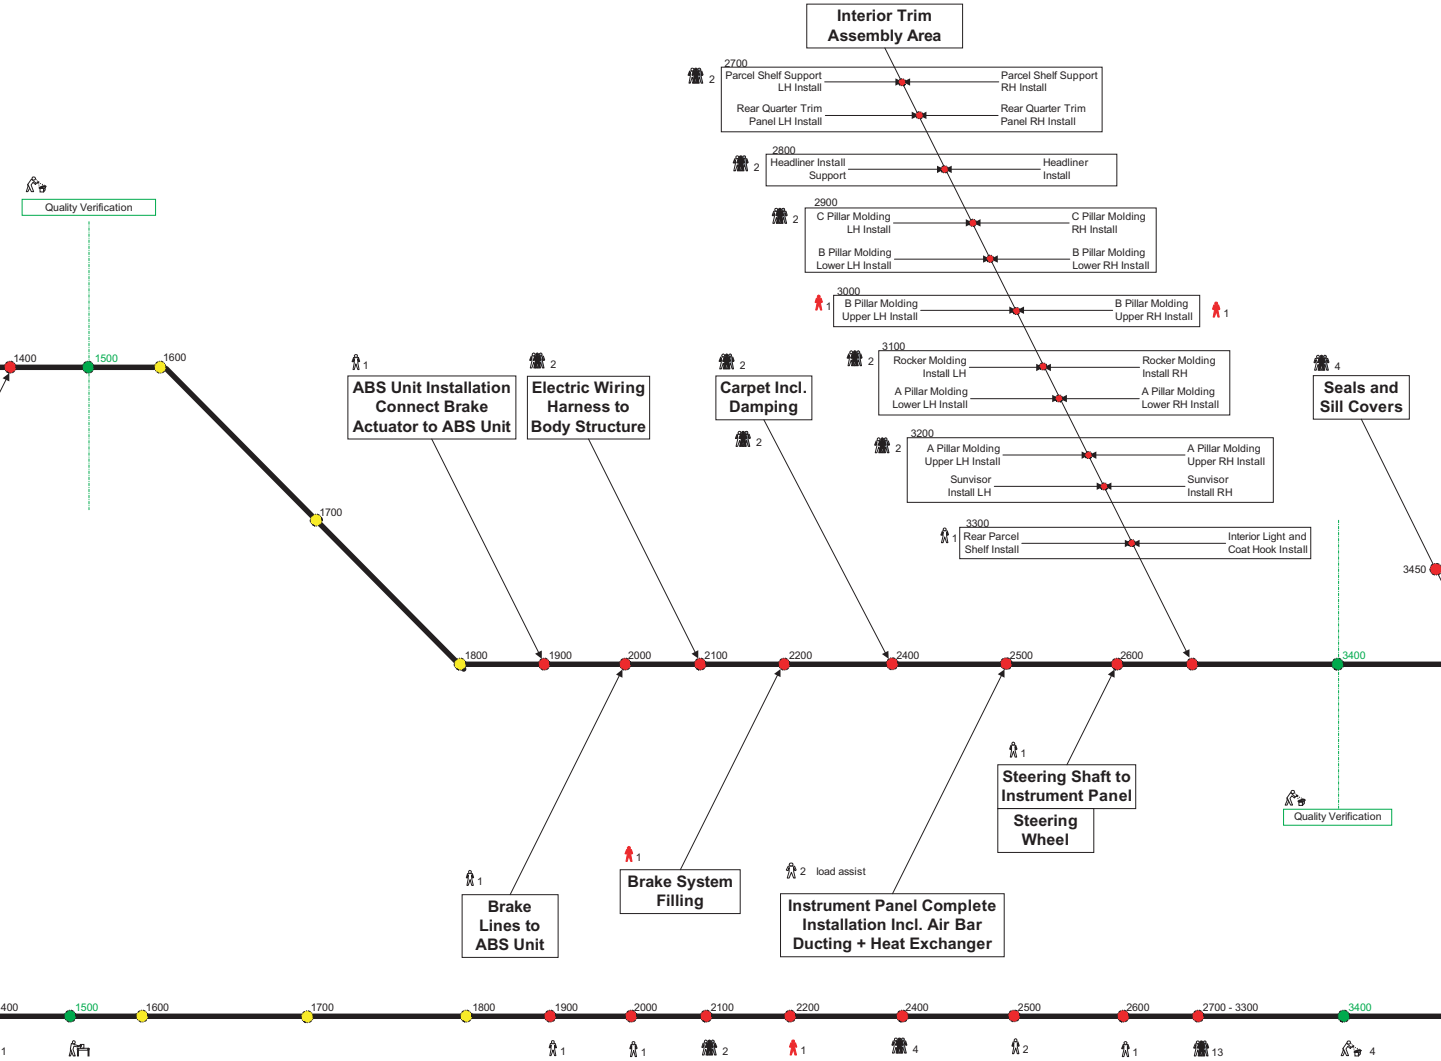 Interior Trim
Assembly Area
2700
2
Parcel Shelf Support
LH Install
Parcel Shelf Support
RH Install
Rear Quarter Trim
Panel LH Install
Rear Quarter Trim
Panel RH Install
2800
2
Headliner Install
Support
Headliner
Install
2900
2
C Pillar Molding
LH Install
C Pillar Molding
RH Install
B Pillar Molding
Lower LH Install
B Pillar Molding
Lower RH Install
3000
1
B Pillar Molding
Upper LH Install
B Pillar Molding
Upper RH Install
1
3100
2
Rocker Molding
Install LH
Rocker Molding
Install RH
A Pillar Molding
Lower LH Install
A Pillar Molding
Lower RH Install
3200
2
A Pillar Molding
Upper LH Install
A Pillar Molding
Upper RH Install
Sunvisor
Install LH
Sunvisor
Install RH
3300
1
Rear Parcel
Shelf Install
Interior Light and
Coat Hook Install
Quality Verification
1400
1500
1600
1700
1
ABS Unit Installation
Connect Brake
Actuator to ABS Unit
2
Electric Wiring
Harness to
Body Structure
2
Carpet Incl.
Damping
2
4
Seals and
Sill Covers
3450
1800
1900
2000
2100
2200
2400
2500
2600
3400
1
Steering Shaft to
Instrument Panel
Steering
Wheel
Quality Verification
1
Brake
Lines to
ABS Unit
1
Brake System
Filling
2 load assist
Instrument Panel Complete
Installation Incl. Air Bar
Ducting + Heat Exchanger
400
1500
1600
1700
1800
1900
2000
2100
2200
2400
2500
2600
2700 - 3300
3400
1
1
1
2
1
4
2
1
13
4